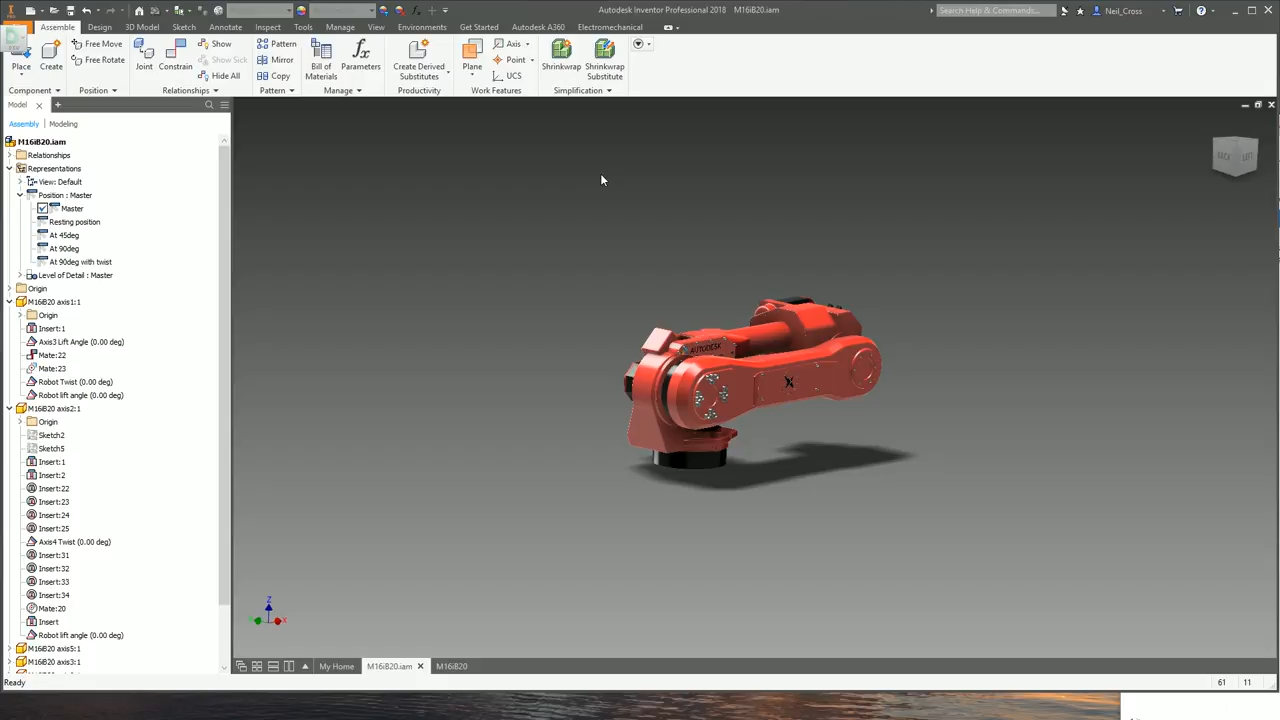 Autodesk Inventor Professional 2018 M16iB20.iam
Search Help & Commands...
Neil_Cross
Assemble Design 3D Model Sketch Annotate Inspect Tools Manage View Environments Get Started Autodesk A360 Electromechanical
Place
Create
Free Move
Free Rotate
Joint
Constrain
Show
Show Sick
Hide All
Pattern
Mirror
Copy
Bill of
Materials
Parameters
Create Derived
Substitutes
Plane
Axis
Point
UCS
Shrinkwrap
Shrinkwrap
Substitute
Component Position Relationships Pattern Manage Productivity Work Features Simplification
Model
Assembly Modeling
M16iB20.iam
Relationships
Representations
View: Default
Position : Master
Master
Resting position
At 45deg
At 90deg
At 90deg with twist
Level of Detail : Master
Origin
M16iB20 axis1:1
Origin
Insert:1
Axis3 Lift Angle (0.00 deg)
Mate:22
Mate:23
Robot Twist (0.00 deg)
Robot lift angle (0.00 deg)
M16iB20 axis2:1
Origin
Sketch2
Sketch5
Insert:1
Insert:2
Insert:22
Insert:23
Insert:24
Insert:25
Axis4 Twist (0.00 deg)
Insert:31
Insert:32
Insert:33
Insert:34
Mate:20
Insert
Robot lift angle (0.00 deg)
M16iB20 axis5:1
M16iB20 axis3:1
BACK LEFT
AUTODESK
Z
X
My Home M16iB20.iam M16iB20
Ready
61 11